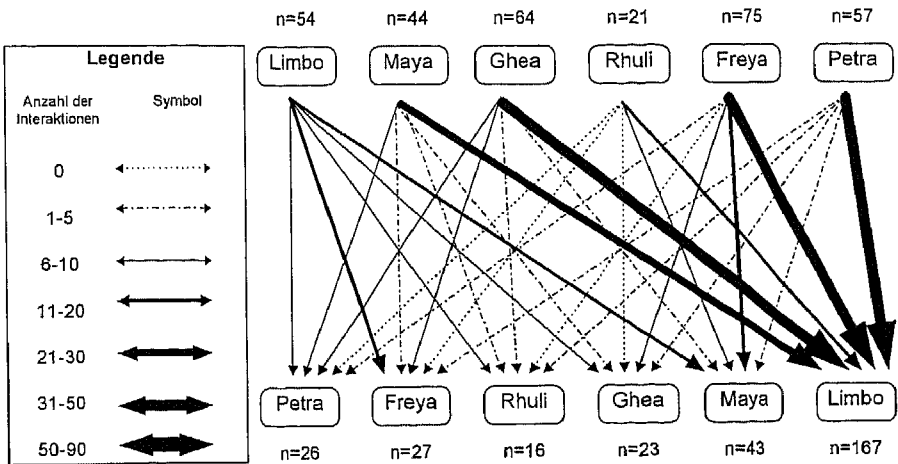 n=54 n=44 n=64 n=21 n=75 n=57
Limbo Maya Ghea Rhuli Freya Petra
Legende
Anzahl der Interaktionen Symbol
0
1-5
6-10
11-20
21-30
31-50
50-90
Petra Freya Rhuli Ghea Maya Limbo
n=26 n=27 n=16 n=23 n=43 n=167